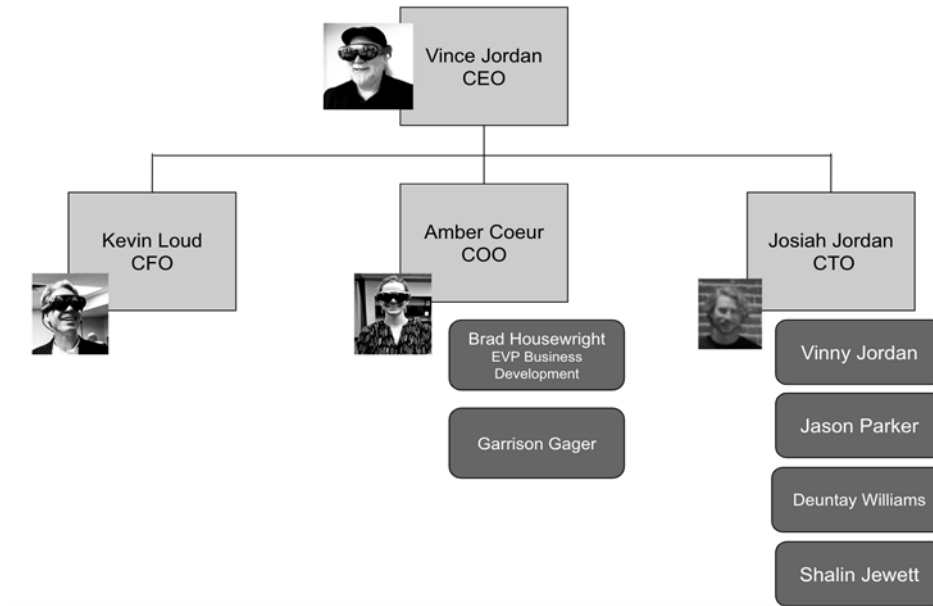 Vince Jordan
CEO
Kevin Loud
CFO
Amber Coeur
COO
Josiah Jordan
CTO
Brad Housewright
EVP Business
Development
Garrison Gager
Vinny Jordan
Jason Parker
Deuntay Williams
Shalin Jewett